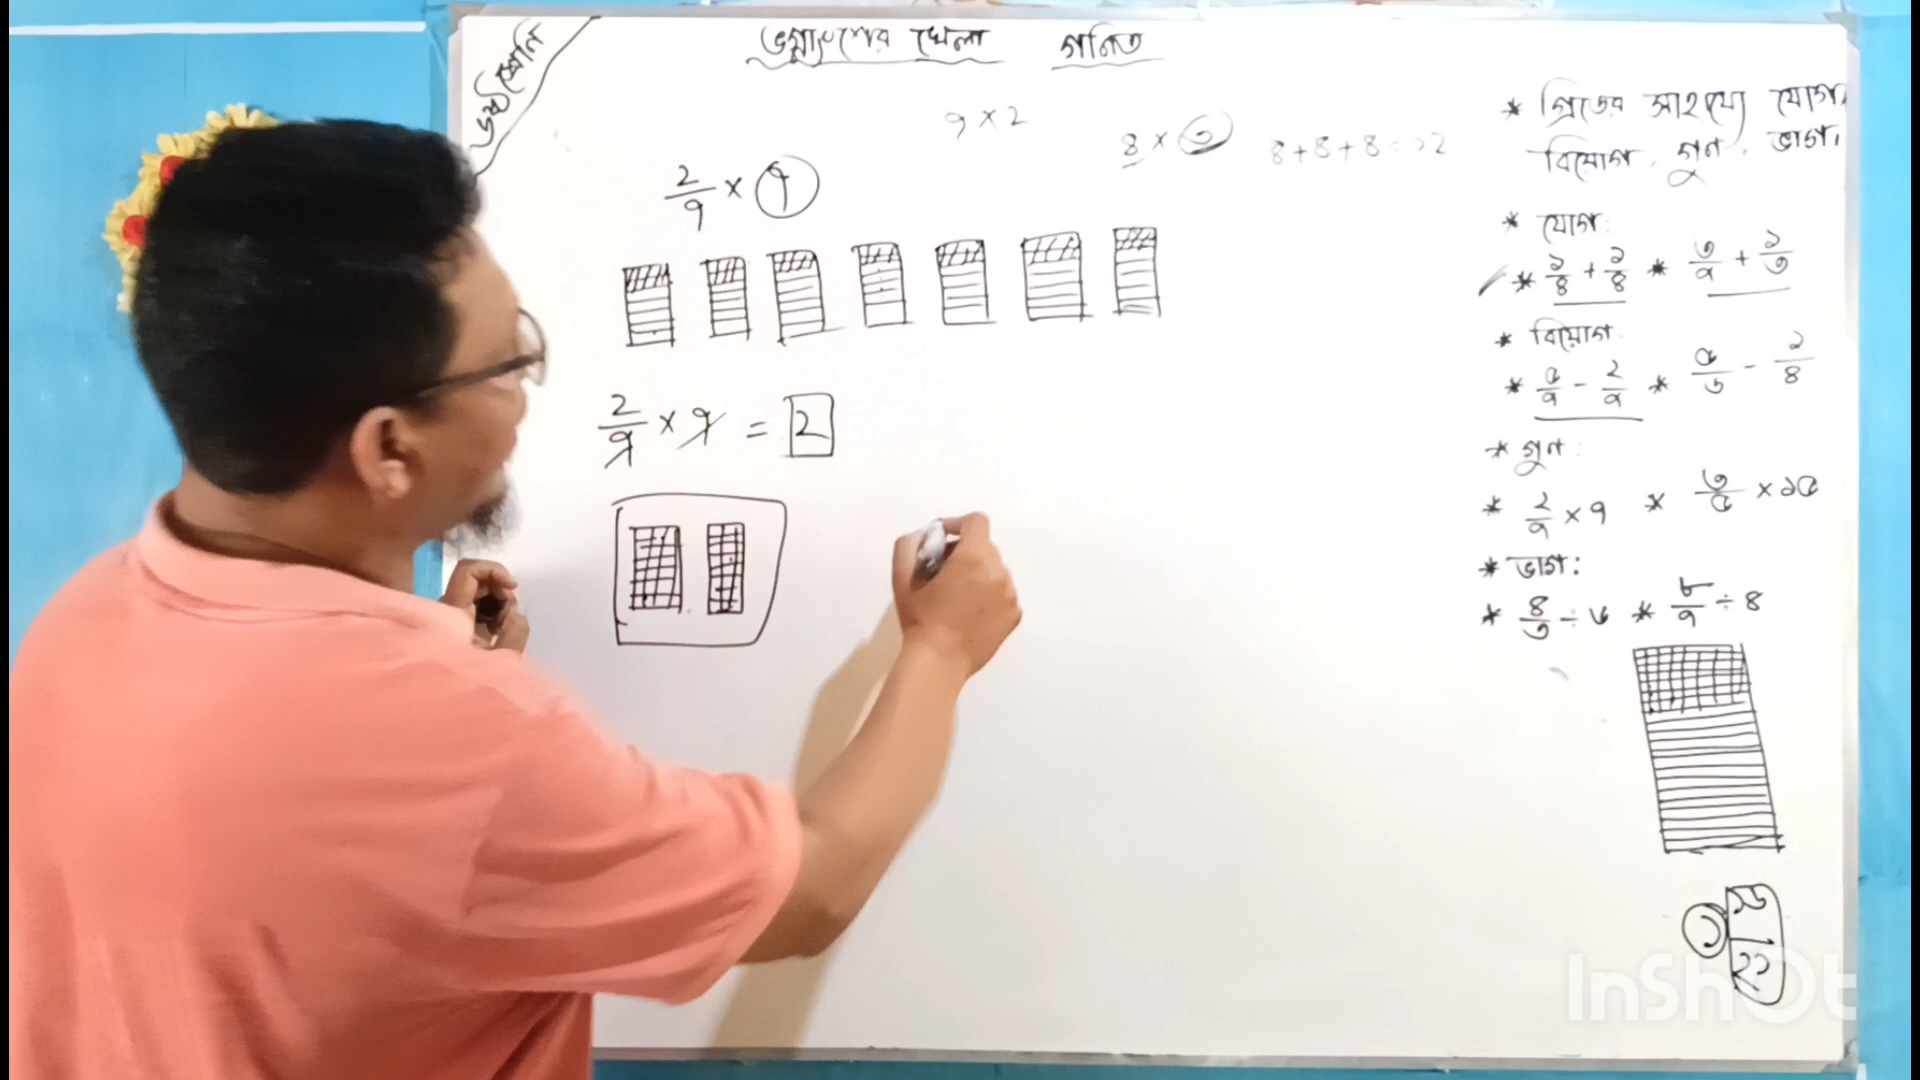 ৬ষ্ঠ শ্রেনি
ভগ্নাংশের খেলা গনিত
৭ × ২
৪ × ৩ ৪+৪+৪ = ১২
২/৭ × ৭
২/৭ × ৭ = ২
* গ্রিডের সাহায্যে যোগ,
বিয়োগ, গুন, ভাগ।
* যোগ:
* ১/৪ + ২/৪ * ৩/৭ + ১/৩
* বিয়োগ:
* ৫/৭ - ২/৭ * ৫/৬ - ১/৪
* গুন:
* ২/৭ × ৭ * ৩/৫ × ১৫
* ভাগ:
* ৪/৩ ÷ ৬ * ৮/৭ ÷ ৪
InShOt